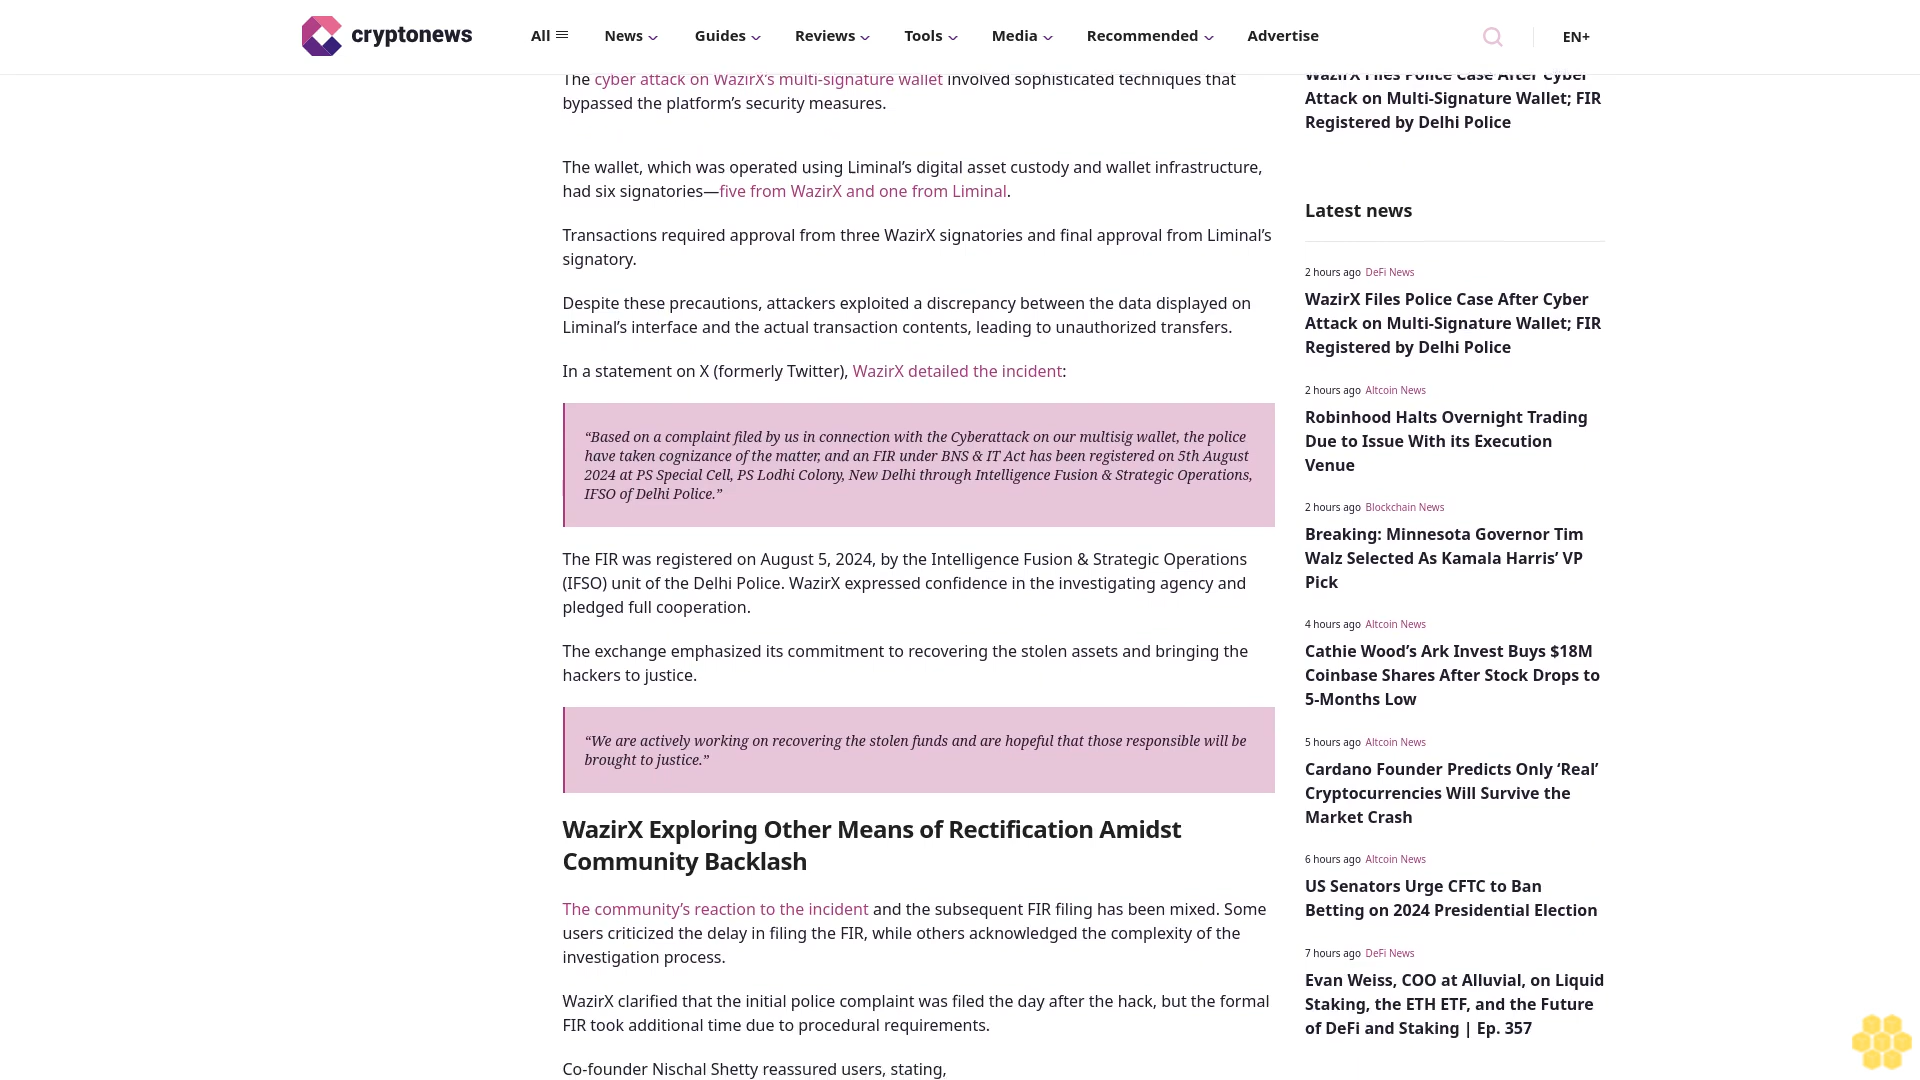 cryptonews
All
News
Guides
Reviews
Tools
Media
Recommended
Advertise
EN+
The cyber attack on WazirX’s multi-signature wallet involved sophisticated techniques that
bypassed the platform’s security measures.
The wallet, which was operated using Liminal’s digital asset custody and wallet infrastructure,
had six signatories—five from WazirX and one from Liminal.
Transactions required approval from three WazirX signatories and final approval from Liminal’s
signatory.
Despite these precautions, attackers exploited a discrepancy between the data displayed on
Liminal’s interface and the actual transaction contents, leading to unauthorized transfers.
In a statement on X (formerly Twitter), WazirX detailed the incident:
“Based on a complaint filed by us in connection with the Cyberattack on our multisig wallet, the police
have taken cognizance of the matter, and an FIR under BNS & IT Act has been registered on 5th August
2024 at PS Special Cell, PS Lodhi Colony, New Delhi through Intelligence Fusion & Strategic Operations,
IFSO of Delhi Police.”
The FIR was registered on August 5, 2024, by the Intelligence Fusion & Strategic Operations
(IFSO) unit of the Delhi Police. WazirX expressed confidence in the investigating agency and
pledged full cooperation.
The exchange emphasized its commitment to recovering the stolen assets and bringing the
hackers to justice.
“We are actively working on recovering the stolen funds and are hopeful that those responsible will be
brought to justice.”
WazirX Exploring Other Means of Rectification Amidst
Community Backlash
The community’s reaction to the incident and the subsequent FIR filing has been mixed. Some
users criticized the delay in filing the FIR, while others acknowledged the complexity of the
investigation process.
WazirX clarified that the initial police complaint was filed the day after the hack, but the formal
FIR took additional time due to procedural requirements.
Co-founder Nischal Shetty reassured users, stating,
WazirX Files Police Case After Cyber
Attack on Multi-Signature Wallet; FIR
Registered by Delhi Police
Latest news
2 hours ago DeFi News
WazirX Files Police Case After Cyber
Attack on Multi-Signature Wallet; FIR
Registered by Delhi Police
2 hours ago Altcoin News
Robinhood Halts Overnight Trading
Due to Issue With its Execution
Venue
2 hours ago Blockchain News
Breaking: Minnesota Governor Tim
Walz Selected As Kamala Harris’ VP
Pick
4 hours ago Altcoin News
Cathie Wood’s Ark Invest Buys $18M
Coinbase Shares After Stock Drops to
5-Months Low
5 hours ago Altcoin News
Cardano Founder Predicts Only ‘Real’
Cryptocurrencies Will Survive the
Market Crash
6 hours ago Altcoin News
US Senators Urge CFTC to Ban
Betting on 2024 Presidential Election
7 hours ago DeFi News
Evan Weiss, COO at Alluvial, on Liquid
Staking, the ETH ETF, and the Future
of DeFi and Staking | Ep. 357